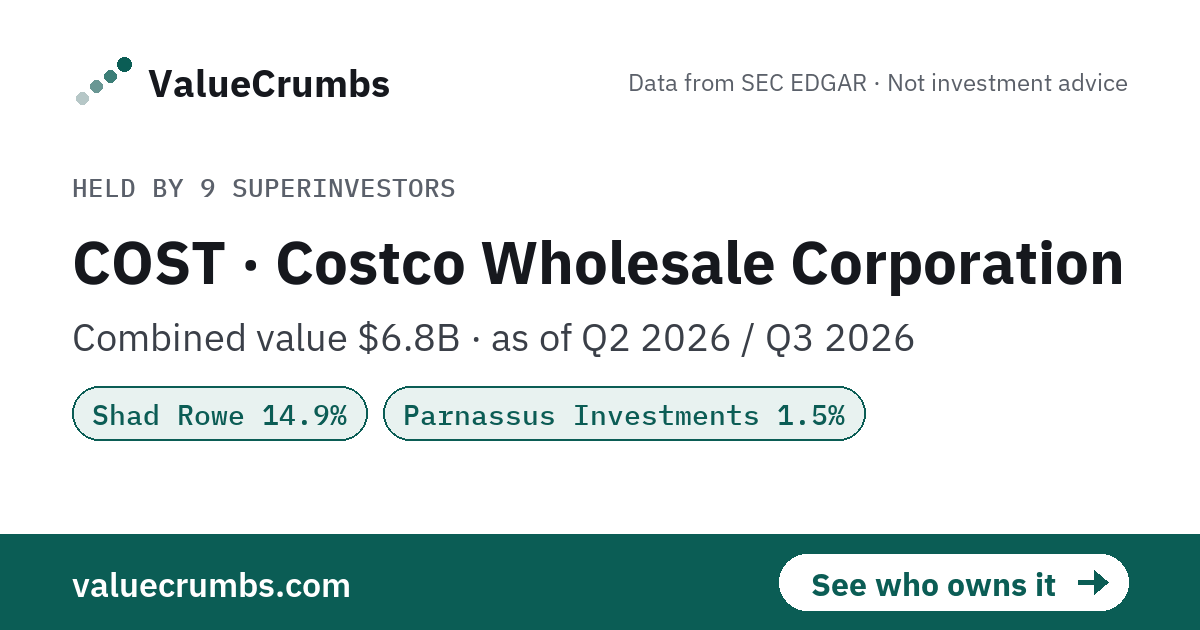 ValueCrumbs
Data from SEC EDGAR · Not investment advice
HELD BY 9 SUPERINVESTORS
COST · Costco Wholesale Corporation
Combined value $6.8B · as of Q2 2026 / Q3 2026
Shad Rowe 14.9%
Parnassus Investments 1.5%
valuecrumbs.com
See who owns it →